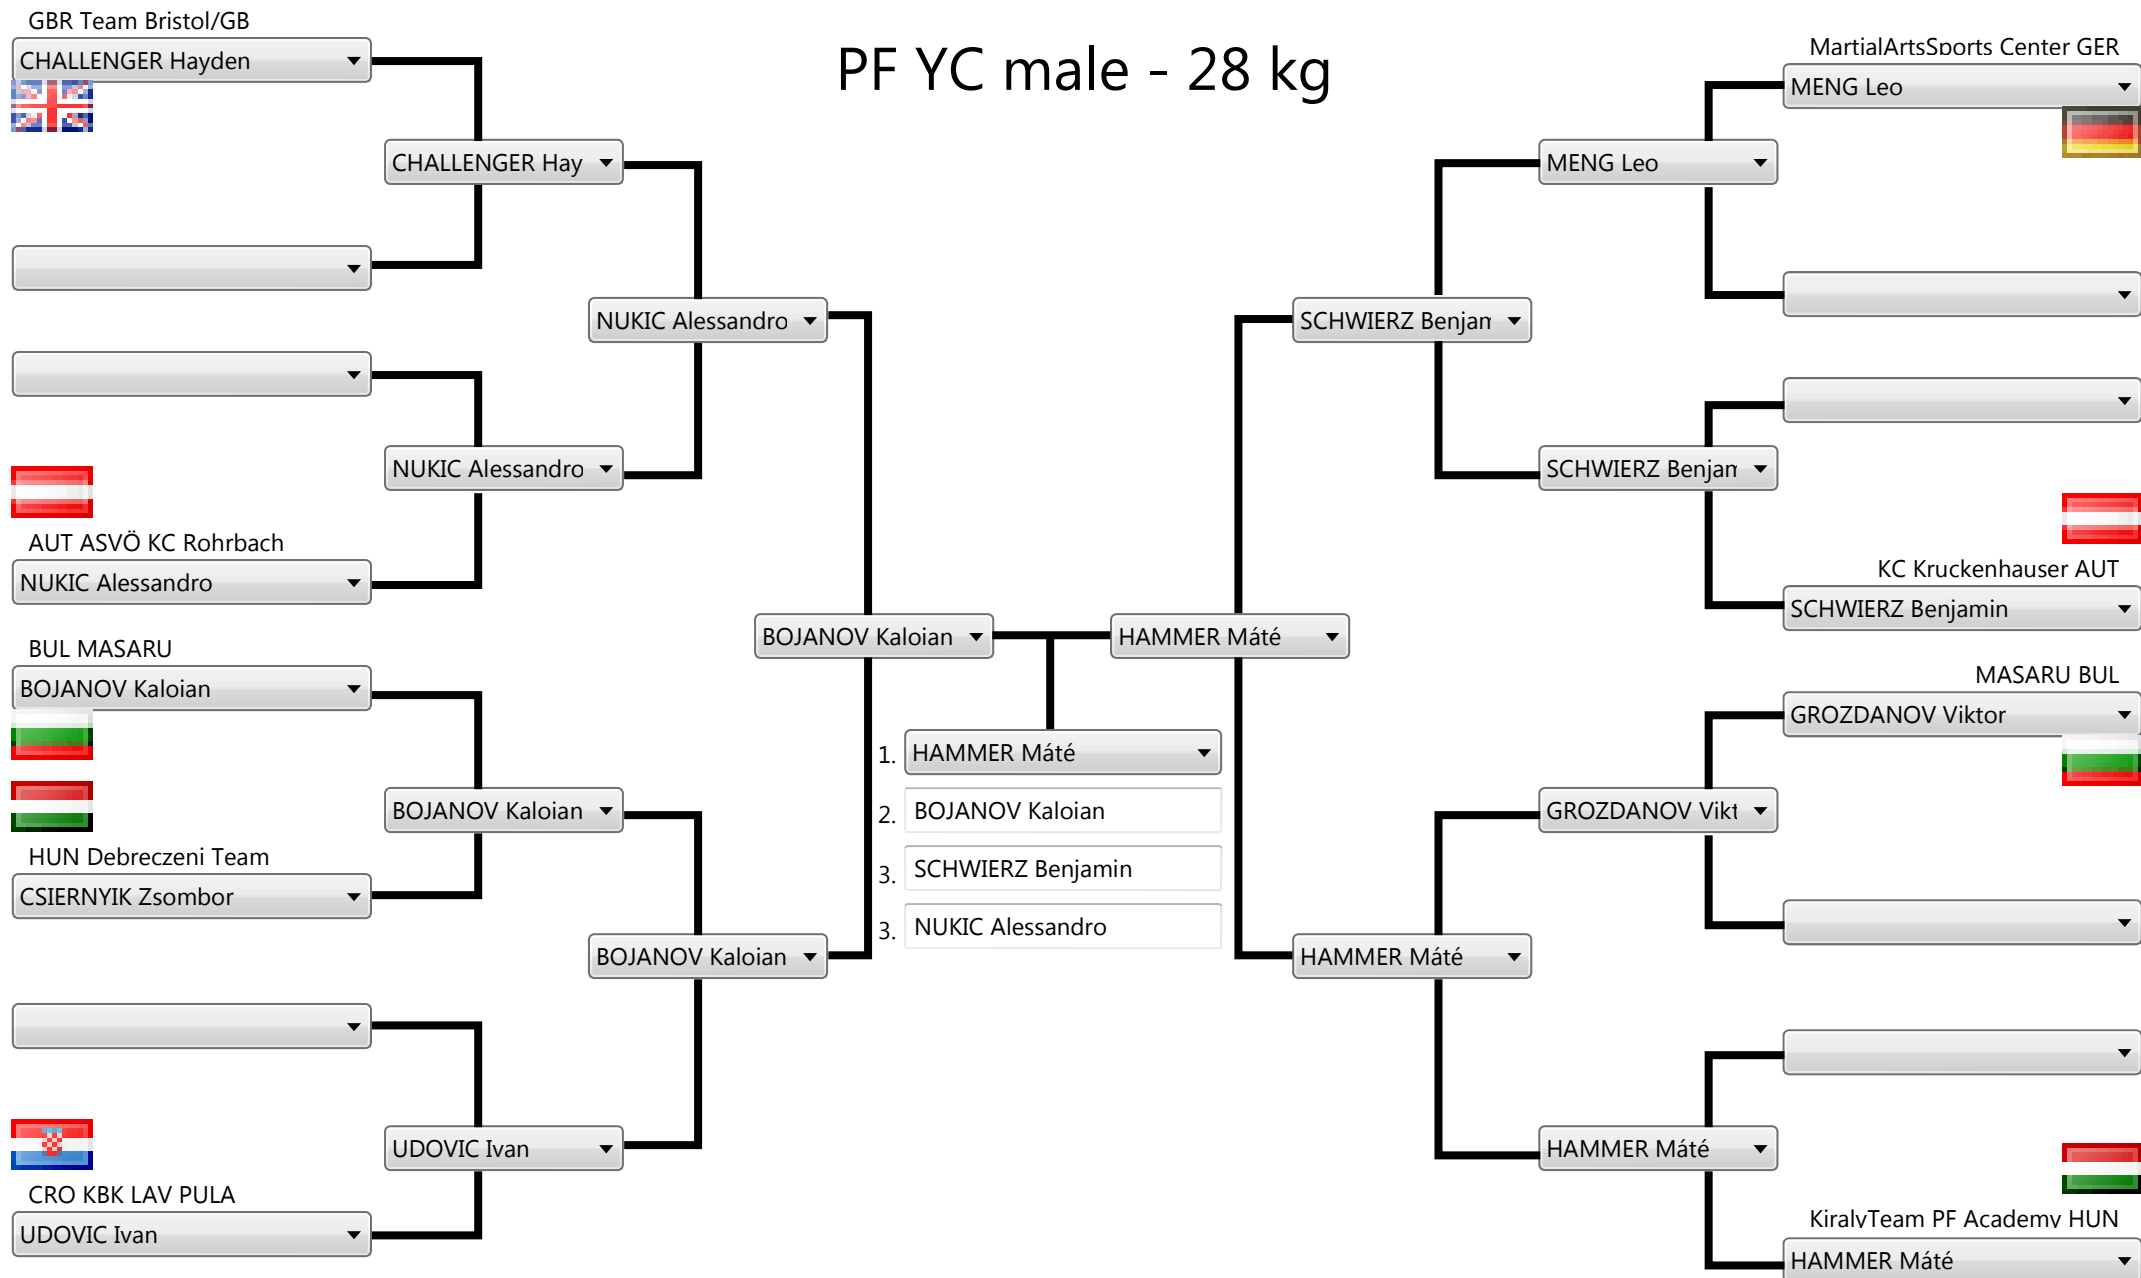 GBR Team Bristol/GB
CHALLENGER Hayden
PF YC male - 28 kg
MartialArtsSports Center GER
MENG Leo
CHALLENGER Hay
MENG Leo
NUKIC Alessandro
SCHWIERZ Benjam
NUKIC Alessandro
SCHWIERZ Benjam
AUT ASVÖ KC Rohrbach
NUKIC Alessandro
KC Kruckenhauser AUT
SCHWIERZ Benjamin
BUL MASARU
BOJANOV Kaloian
BOJANOV Kaloian
HAMMER Máté
MASARU BUL
GROZDANOV Viktor
1. HAMMER Máté
2. BOJANOV Kaloian
3. SCHWIERZ Benjamin
3. NUKIC Alessandro
BOJANOV Kaloian
GROZDANOV Vikt
HUN Debreczeni Team
CSIERNYIK Zsombor
BOJANOV Kaloian
HAMMER Máté
UDOVIC Ivan
HAMMER Máté
CRO KBK LAV PULA
UDOVIC Ivan
KiralyTeam PF Academy HUN
HAMMER Máté